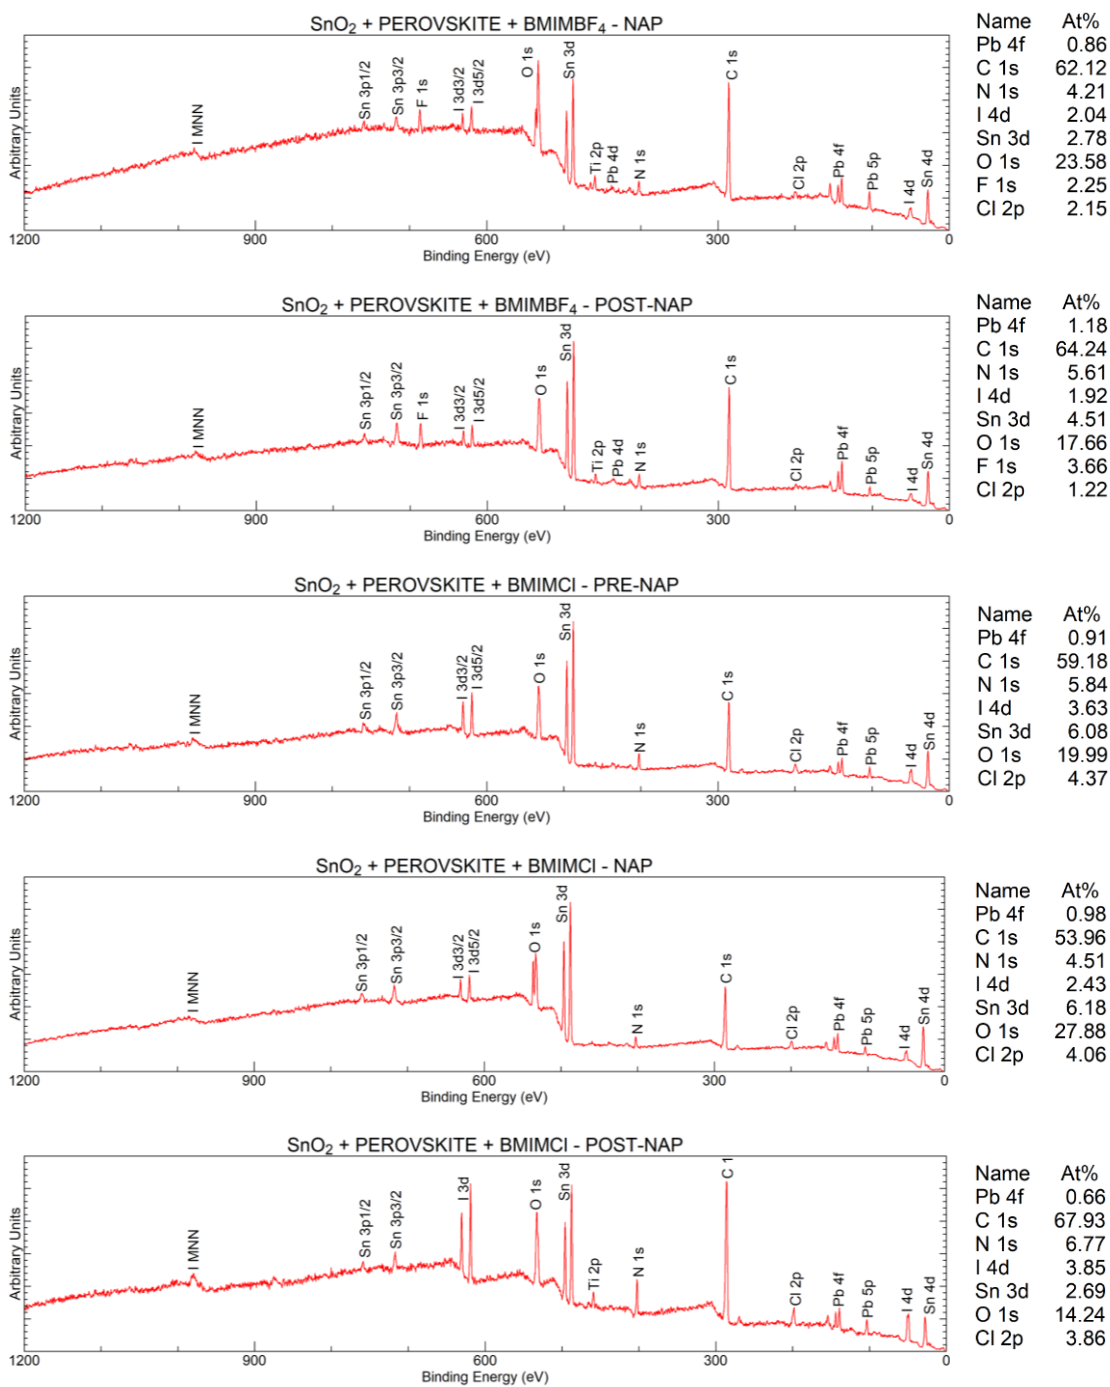 SnO₂ + PEROVSKITE + BMIMBF₄ - NAP
Arbitrary Units
I MNN
Sn 3p1/2
Sn 3p3/2
F 1s
I 3d3/2
I 3d5/2
O 1s
Sn 3d
Ti 2p
Pb 4d
N 1s
C 1s
Cl 2p
Pb 4f
Pb 5p
I 4d
Sn 4d
1200 900 600 300 0
Binding Energy (eV)
Name At%
Pb 4f 0.86
C 1s 62.12
N 1s 4.21
I 4d 2.04
Sn 3d 2.78
O 1s 23.58
F 1s 2.25
Cl 2p 2.15
SnO₂ + PEROVSKITE + BMIMBF₄ - POST-NAP
Arbitrary Units
I MNN
Sn 3p1/2
Sn 3p3/2
F 1s
I 3d3/2
I 3d5/2
O 1s
Sn 3d
Ti 2p
Pb 4d
N 1s
C 1s
Cl 2p
Pb 4f
Pb 5p
I 4d
Sn 4d
1200 900 600 300 0
Binding Energy (eV)
Name At%
Pb 4f 1.18
C 1s 64.24
N 1s 5.61
I 4d 1.92
Sn 3d 4.51
O 1s 17.66
F 1s 3.66
Cl 2p 1.22
SnO₂ + PEROVSKITE + BMIMCl - PRE-NAP
Arbitrary Units
I MNN
Sn 3p1/2
Sn 3p3/2
I 3d3/2
I 3d5/2
O 1s
Sn 3d
N 1s
C 1s
Cl 2p
Pb 4f
Pb 5p
I 4d
Sn 4d
1200 900 600 300 0
Binding Energy (eV)
Name At%
Pb 4f 0.91
C 1s 59.18
N 1s 5.84
I 4d 3.63
Sn 3d 6.08
O 1s 19.99
Cl 2p 4.37
SnO₂ + PEROVSKITE + BMIMCl - NAP
Arbitrary Units
I MNN
Sn 3p1/2
Sn 3p3/2
I 3d3/2
I 3d5/2
O 1s
Sn 3d
N 1s
C 1s
Cl 2p
Pb 4f
Pb 5p
I 4d
Sn 4d
1200 900 600 300 0
Binding Energy (eV)
Name At%
Pb 4f 0.98
C 1s 53.96
N 1s 4.51
I 4d 2.43
Sn 3d 6.18
O 1s 27.88
Cl 2p 4.06
SnO₂ + PEROVSKITE + BMIMCl - POST-NAP
Arbitrary Units
I MNN
Sn 3p1/2
Sn 3p3/2
I 3d
O 1s
Sn 3d
Ti 2p
N 1s
C 1
Cl 2p
Pb 4f
Pb 5p
I 4d
Sn 4d
1200 900 600 300 0
Binding Energy (eV)
Name At%
Pb 4f 0.66
C 1s 67.93
N 1s 6.77
I 4d 3.85
Sn 3d 2.69
O 1s 14.24
Cl 2p 3.86